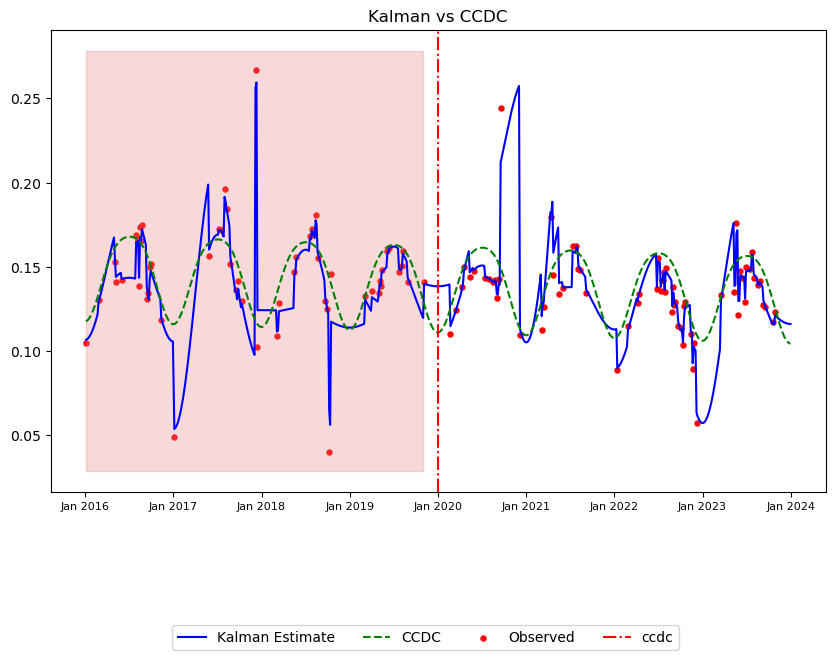 Kalman vs CCDC
0.25
0.20
0.15
0.10
0.05
Jan 2016 Jan 2017 Jan 2018 Jan 2019 Jan 2020 Jan 2021 Jan 2022 Jan 2023 Jan 2024
Kalman Estimate CCDC Observed ccdc